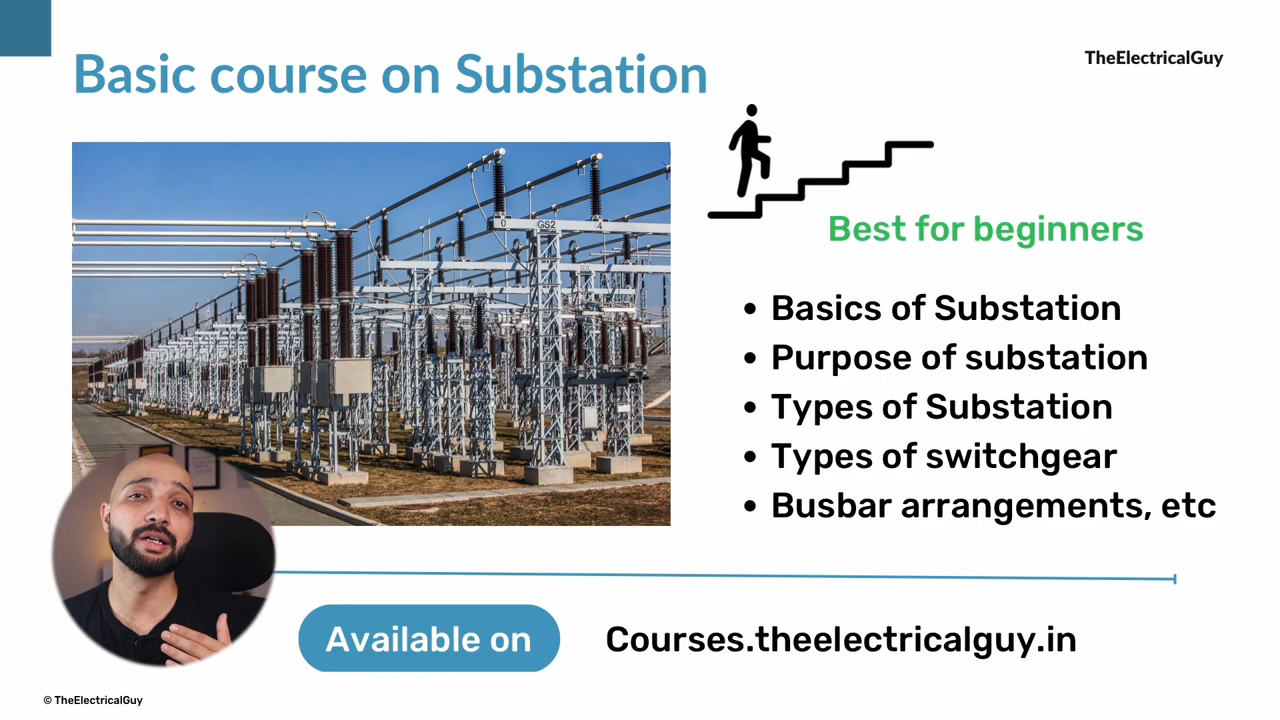 Basic course on Substation
TheElectricalGuy
GS2
Best for beginners
Basics of Substation
Purpose of substation
Types of Substation
Types of switchgear
Busbar arrangements, etc
Available on
Courses.theelectricalguy.in
© TheElectricalGuy